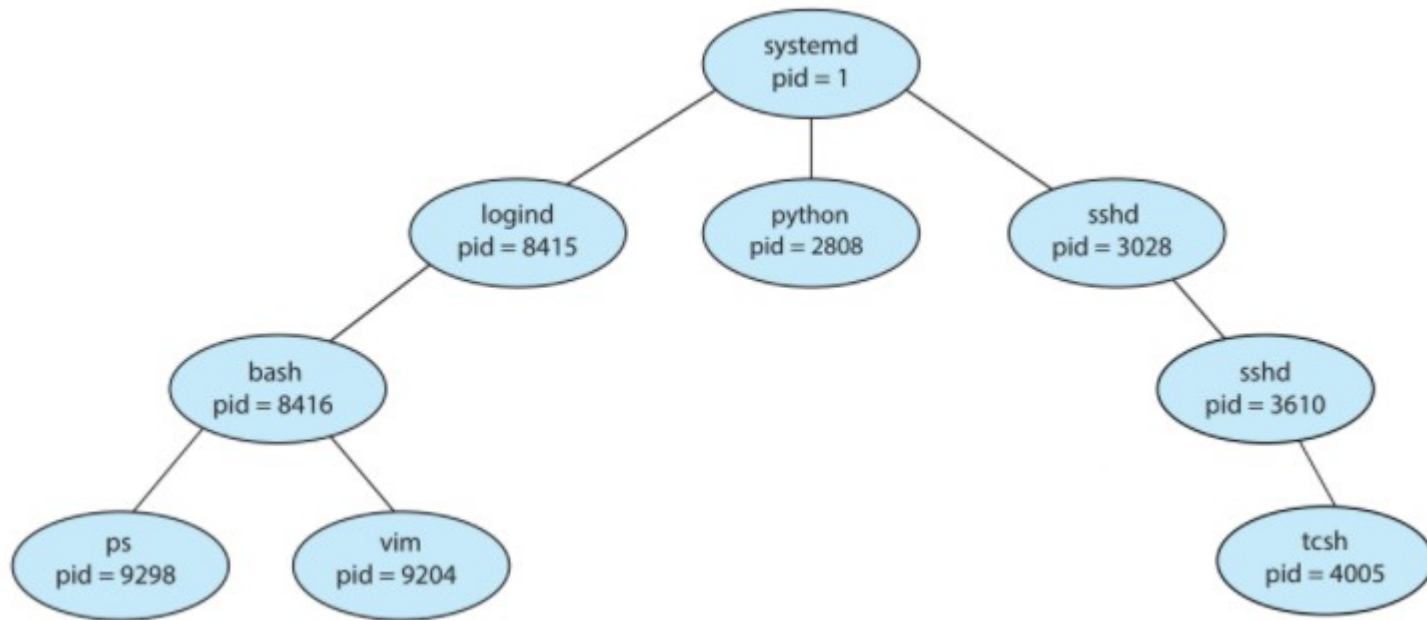 systemd
pid = 1
logind
pid = 8415
python
pid = 2808
sshd
pid = 3028
bash
pid = 8416
sshd
pid = 3610
ps
pid = 9298
vim
pid = 9204
tcsh
pid = 4005